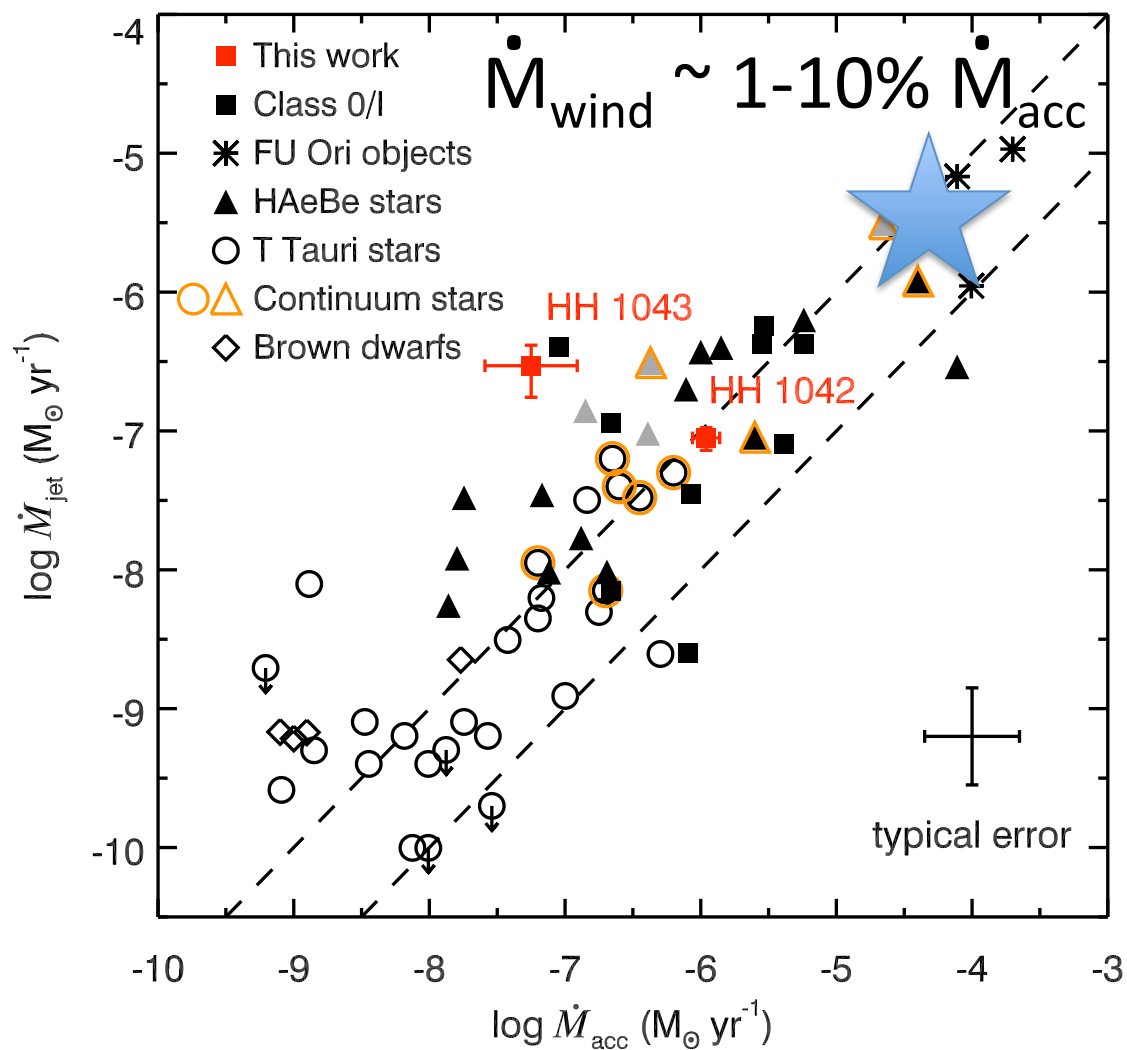 Ṁwind ~ 1-10% Ṁacc
This work
Class 0/I
FU Ori objects
HAeBe stars
T Tauri stars
Continuum stars
Brown dwarfs
HH 1043
HH 1042
typical error
-4
-5
-6
-7
-8
-9
-10
log Ṁjet (M⊙ yr-1)
-10 -9 -8 -7 -6 -5 -4 -3
log Ṁacc (M⊙ yr-1)